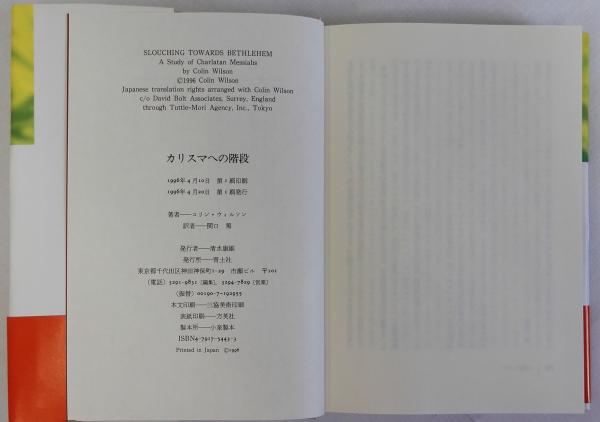 SLOUCHING TOWARDS BETHLEHEM
A Study of Charlatan Messiahs
by Colin Wilson
©1996 Colin Wilson
Japanese translation rights arranged with Colin Wilson
c/o David Bolt Associates, Surrey, England
through Tuttle-Mori Agency, Inc., Tokyo
カリスマへの階段
1996年4月10日 第1刷印刷
1996年4月20日 第1刷発行
著者――コリン・ウィルソン
訳者――関口 篤
発行者――清水康雄
発行所――青土社
東京都千代田区神田神保町1-29 市瀬ビル 〒101
(電話) 3291-9831 [編集], 3294-7829 [営業]
(振替) 00190-7-192955
本文印刷――三協美術印刷
表紙印刷――方英社
製本所――小泉製本
ISBN4-7917-5443-3
Printed in Japan ©1996